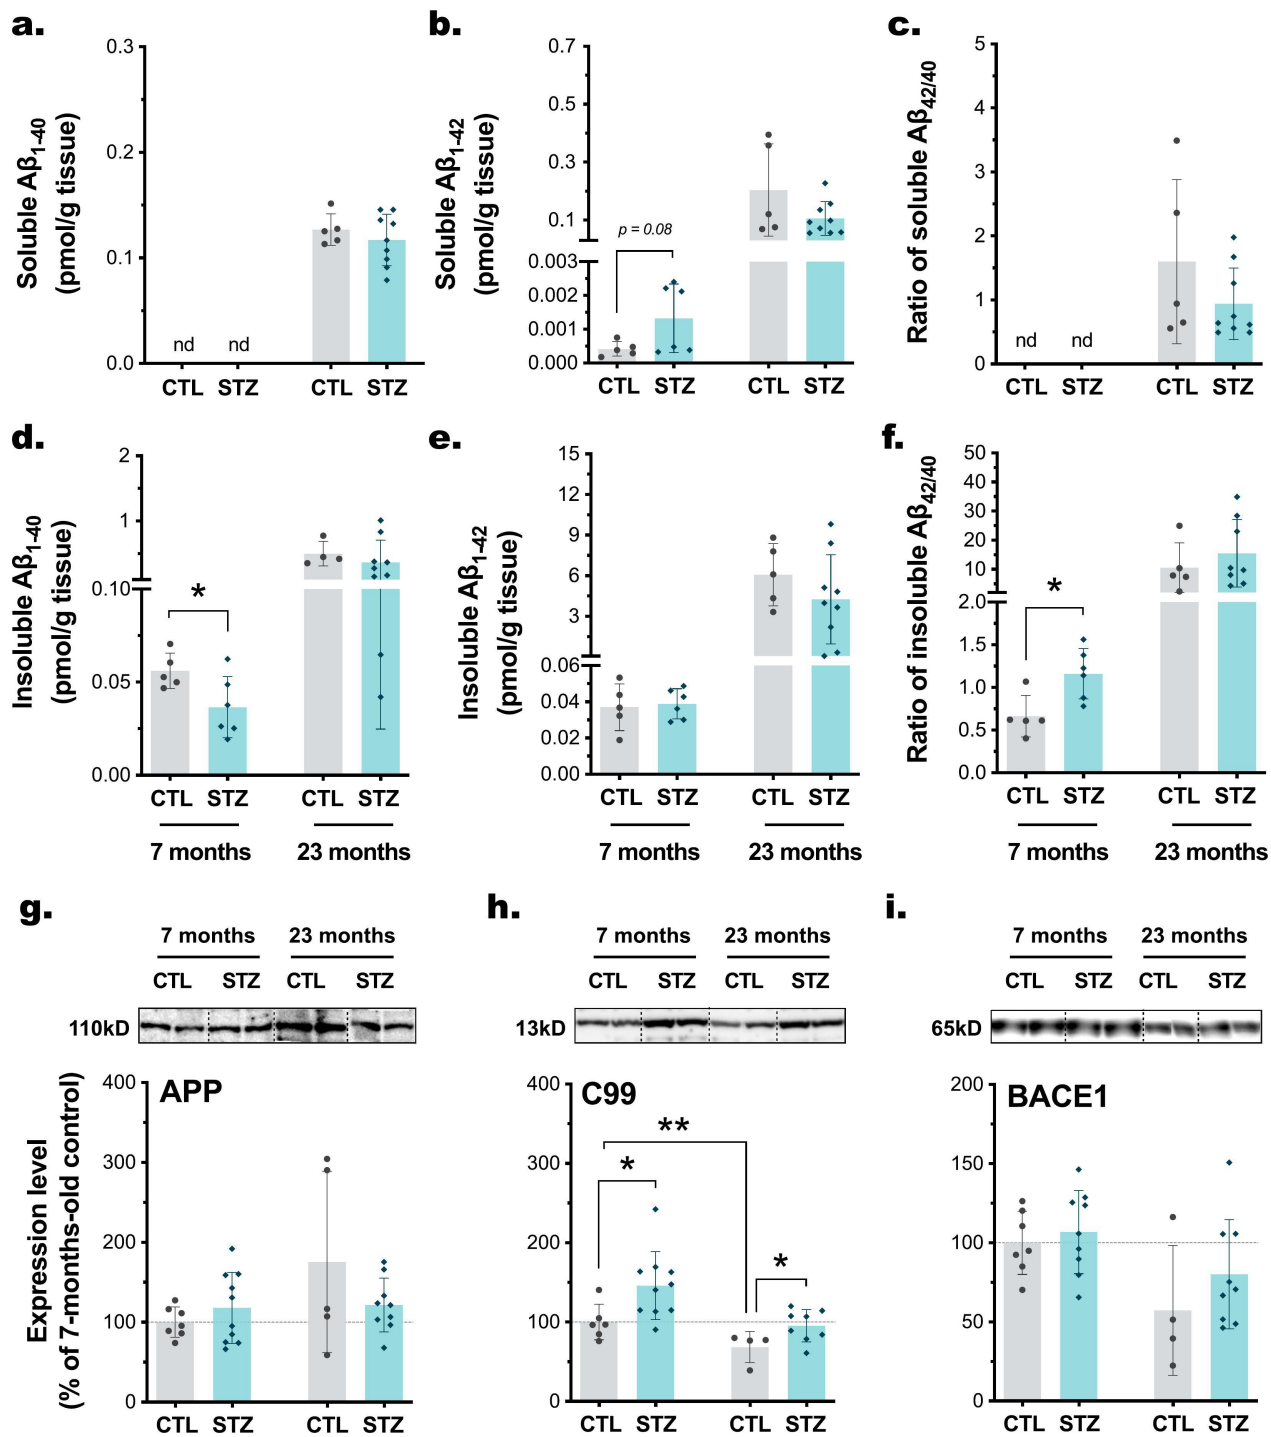 a.
Soluble Aβ1-40
(pmol/g tissue)
0.3
0.2
0.1
0.0
nd nd
CTL STZ CTL STZ
b.
Soluble Aβ1-42
(pmol/g tissue)
0.7
0.5
0.3
0.1
0.003
0.002
0.001
0.000
p = 0.08
CTL STZ CTL STZ
c.
Ratio of soluble Aβ42/40
5
4
3
2
1
0
nd nd
CTL STZ CTL STZ
d.
Insoluble Aβ1-40
(pmol/g tissue)
2
1
0.10
0.05
0.00
*
CTL STZ CTL STZ
7 months 23 months
e.
Insoluble Aβ1-42
(pmol/g tissue)
15
12
9
6
3
0.06
0.04
0.02
0.00
CTL STZ CTL STZ
7 months 23 months
f.
Ratio of insoluble Aβ42/40
50
40
30
20
10
2.0
1.5
1.0
0.5
0.0
*
CTL STZ CTL STZ
7 months 23 months
g.
7 months 23 months
CTL STZ CTL STZ
110kD
APP
Expression level
(% of 7-months-old control)
400
300
200
100
0
CTL STZ CTL STZ
h.
7 months 23 months
CTL STZ CTL STZ
13kD
C99
400
300
200
100
0
**
*
*
CTL STZ CTL STZ
i.
7 months 23 months
CTL STZ CTL STZ
65kD
BACE1
200
150
100
50
0
CTL STZ CTL STZ